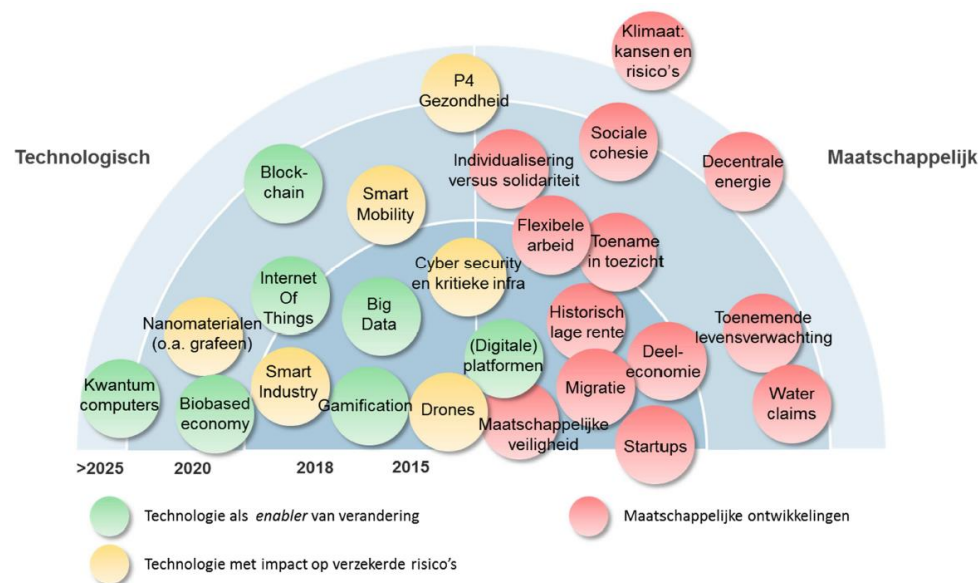 Klimaat:
kansen en
risico's
P4
Gezondheid
Sociale
cohesie
Technologisch
Maatschappelijk
Individualisering
versus solidariteit
Decentrale
energie
Block-
chain
Smart
Mobility
Flexibele
arbeid
Toename
in toezicht
Cyber security
en kritieke infra
Internet
Of
Things
Big
Data
Historisch
lage rente
Toenemende
levensverwachting
Nanomaterialen
(o.a. grafeen)
(Digitale)
platformen
Deel-
economie
Kwantum
computers
Biobased
economy
Smart
Industry
Gamification
Drones
Migratie
Water
claims
Maatschappelijke
veiligheid
Startups
>2025
2020
2018
2015
Technologie als enabler van verandering
Maatschappelijke ontwikkelingen
Technologie met impact op verzekerde risico's